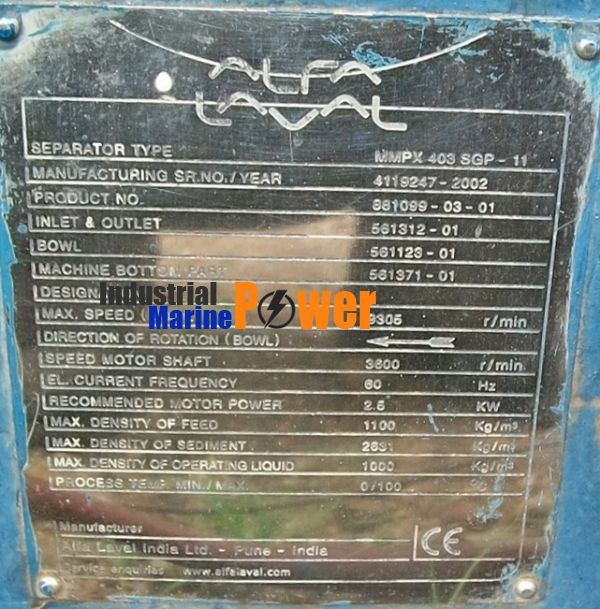 ALFA
LAVAL
SEPARATOR TYPE MMPX 403 SGP - 11
MANUFACTURING SR.NO./YEAR 4119247-2002
PRODUCT NO. 881099-03-01
INLET & OUTLET 561312-01
BOWL 561123-01
MACHINE BOTTOM PART 561371-01
DESIGN
Industrial
Marine Power
MAX. SPEED ( 9305 r/min
DIRECTION OF ROTATION (BOWL)
SPEED MOTOR SHAFT 3600 r/min
EL. CURRENT FREQUENCY 60 Hz
RECOMMENDED MOTOR POWER 2.5 KW
MAX. DENSITY OF FEED 1100 Kg/m³
MAX. DENSITY OF SEDIMENT 2631 Kg/m³
MAX. DENSITY OF OPERATING LIQUID 1000 Kg/m³
PROCESS TEMP. MIN./MAX. 0/100 °C
Manufacturer
Alfa Laval India Ltd. - Pune - India
Service enquiries www.alfalaval.com
CE